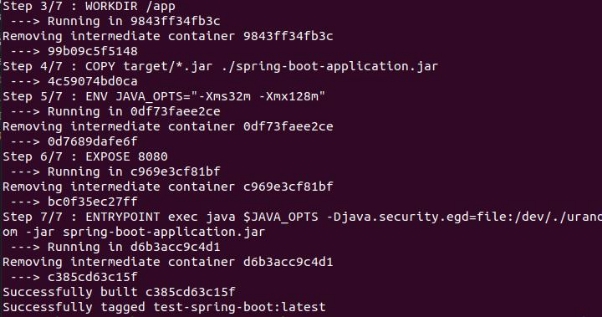 Step 3/7 : WORKDIR /app
 ---> Running in 9843ff34fb3c
Removing intermediate container 9843ff34fb3c
 ---> 99b09c5f5148
Step 4/7 : COPY target/*.jar ./spring-boot-application.jar
 ---> 4c59074bd0ca
Step 5/7 : ENV JAVA_OPTS="-Xms32m -Xmx128m"
 ---> Running in 0df73faee2ce
Removing intermediate container 0df73faee2ce
 ---> 0d7689dafe6f
Step 6/7 : EXPOSE 8080
 ---> Running in c969e3cf81bf
Removing intermediate container c969e3cf81bf
 ---> bc0f35ec27ff
Step 7/7 : ENTRYPOINT exec java $JAVA_OPTS -Djava.security.egd=file:/dev/./urand
om -jar spring-boot-application.jar
 ---> Running in d6b3acc9c4d1
Removing intermediate container d6b3acc9c4d1
 ---> c385cd63c15f
Successfully built c385cd63c15f
Successfully tagged test-spring-boot:latest